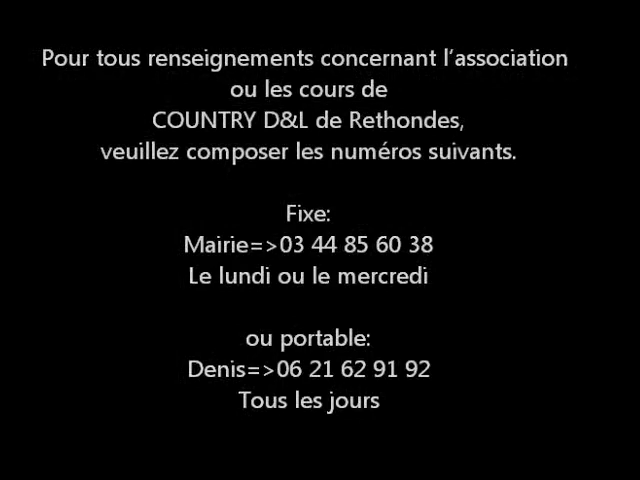 Pour tous renseignements concernant l'association
ou les cours de
COUNTRY D&L de Rethondes,
veuillez composer les numéros suivants.
Fixe:
Mairie=>03 44 85 60 38
Le lundi ou le mercredi
ou portable:
Denis=>06 21 62 91 92
Tous les jours